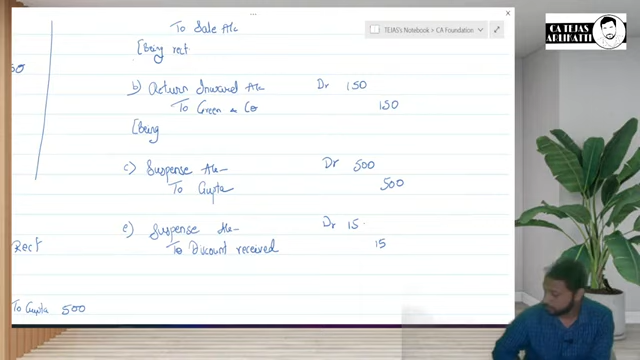 To Sale A/c
[Being rect
50
b) Return Inward A/c Dr 150
To Green & Co 150
[Being
c) Suspense A/c Dr 500
To Gupta 500
e) Suspense A/c Dr 15
To Discount received 15
Rect
To Gupta 500
TEJAS's Notebook > CA Foundation
CA TEJAS
ARLIKATTI